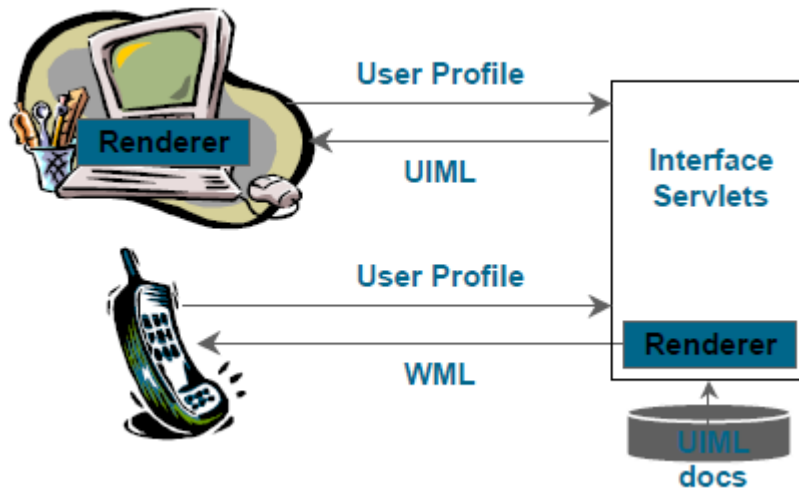 User Profile
Renderer
UIML
Interface
Servlets
User Profile
Renderer
WML
UIML
docs